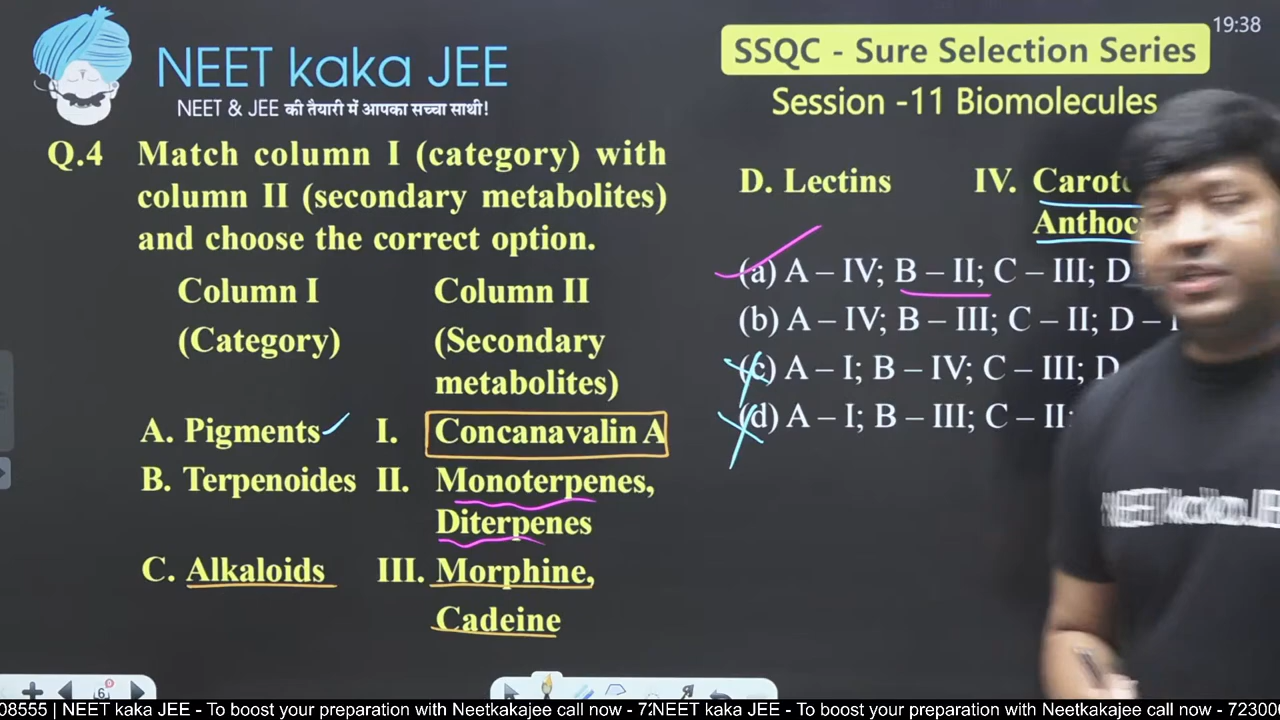 19:38
NEET kaka JEE
NEET & JEE की तैयारी में आपका सच्चा साथी!
SSQC - Sure Selection Series
Session -11 Biomolecules
Q.4 Match column I (category) with
column II (secondary metabolites)
and choose the correct option.
Column I Column II
(Category) (Secondary
metabolites)
A. Pigments I. Concanavalin A
B. Terpenoides II. Monoterpenes,
Diterpenes
C. Alkaloids III. Morphine,
Cadeine
D. Lectins IV.
(a) A – IV; B – II; C – III; D
(b) A – IV; B – III; C – II; D –
(c) A – I; B – IV; C – III; D
(d) A – I; B – III; C – II;
6
08555 | NEET kaka JEE - To boost your preparation with Neetkakajee call now - 72NEET kaka JEE - To boost your preparation with Neetkakajee call now - 72300